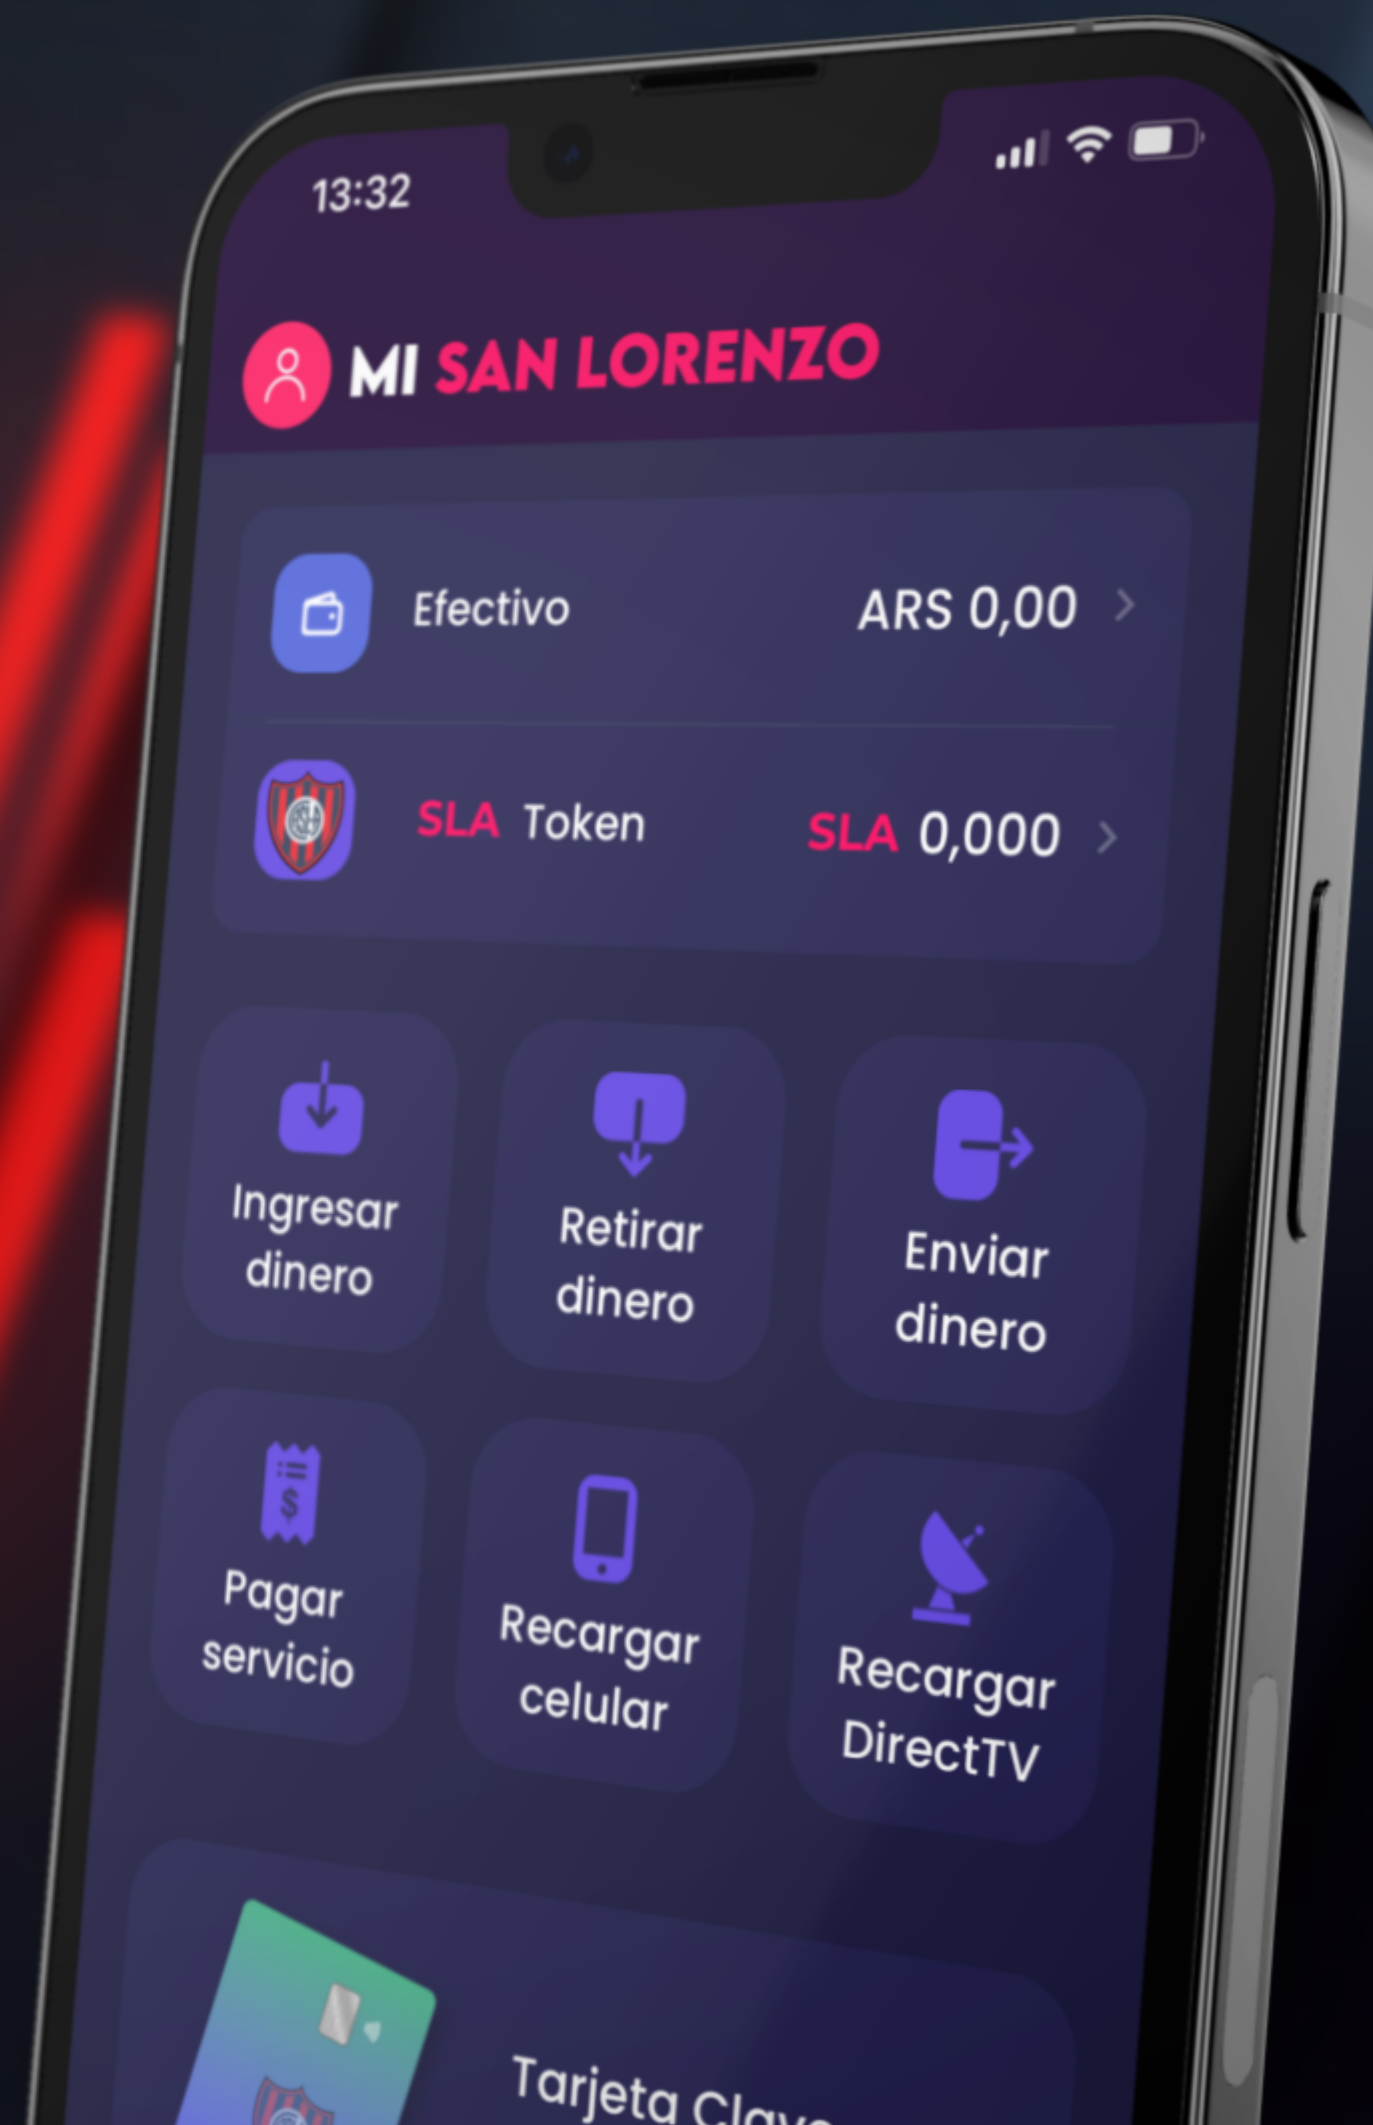 13:32
MI SAN LORENZO
Efectivo
ARS 0,00
SLA Token
SLA 0,000
Ingresar
dinero
Retirar
dinero
Enviar
dinero
Pagar
servicio
Recargar
celular
Recargar
DirectTV
$
Tarjeta